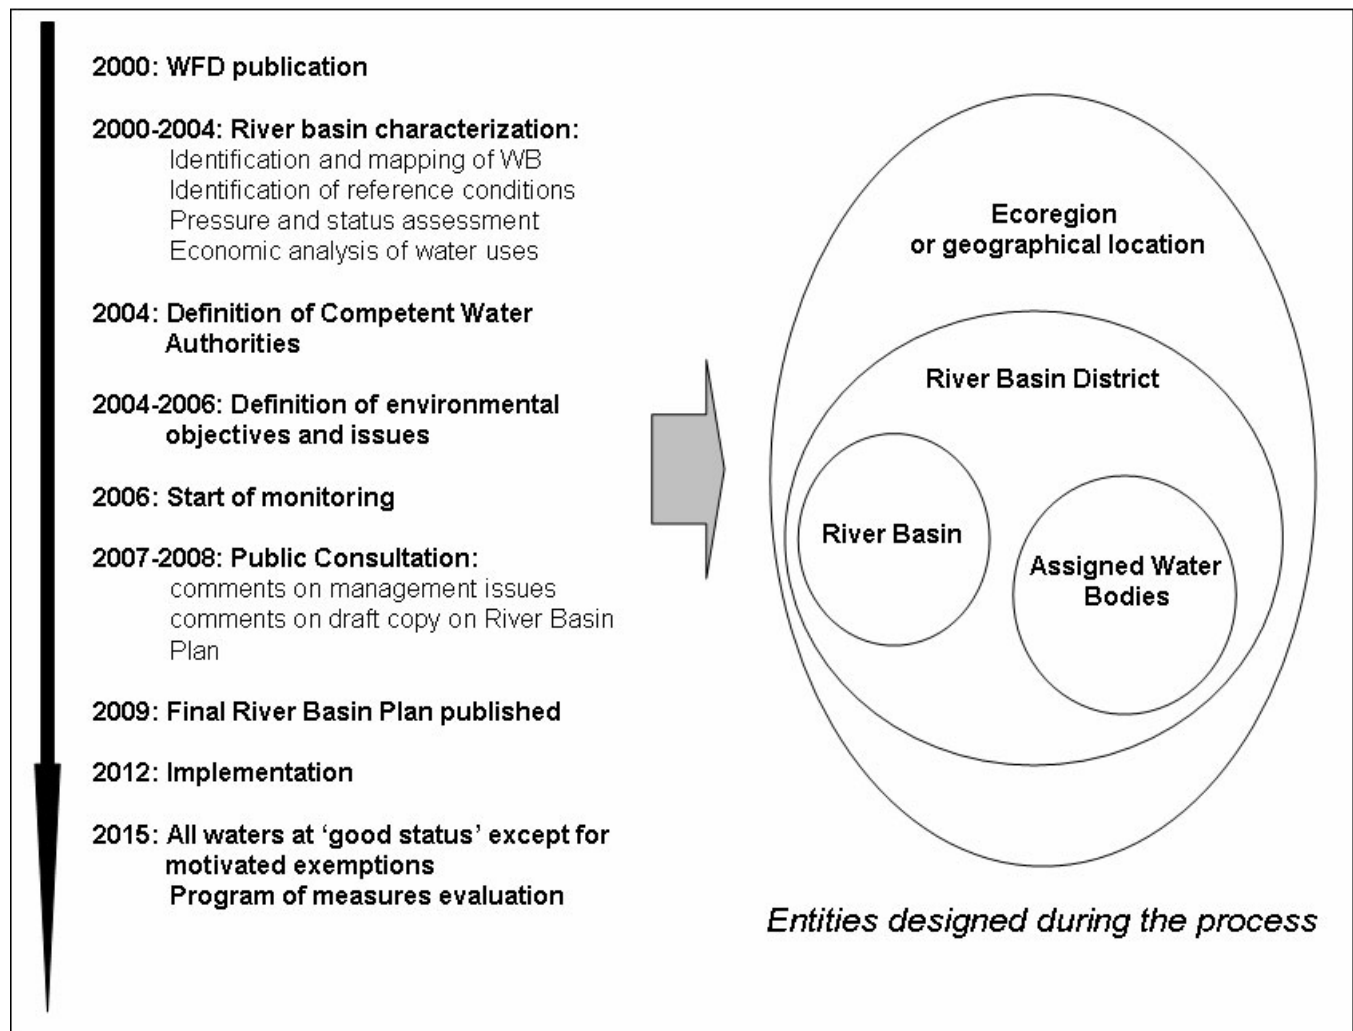 2000: WFD publication
2000-2004: River basin characterization:
Identification and mapping of WB
Identification of reference conditions
Pressure and status assessment
Economic analysis of water uses
2004: Definition of Competent Water
Authorities
2004-2006: Definition of environmental
objectives and issues
2006: Start of monitoring
2007-2008: Public Consultation:
comments on management issues
comments on draft copy on River Basin
Plan
2009: Final River Basin Plan published
2012: Implementation
2015: All waters at ‘good status’ except for
motivated exemptions
Program of measures evaluation
Ecoregion
or geographical location
River Basin District
River Basin
Assigned Water
Bodies
Entities designed during the process